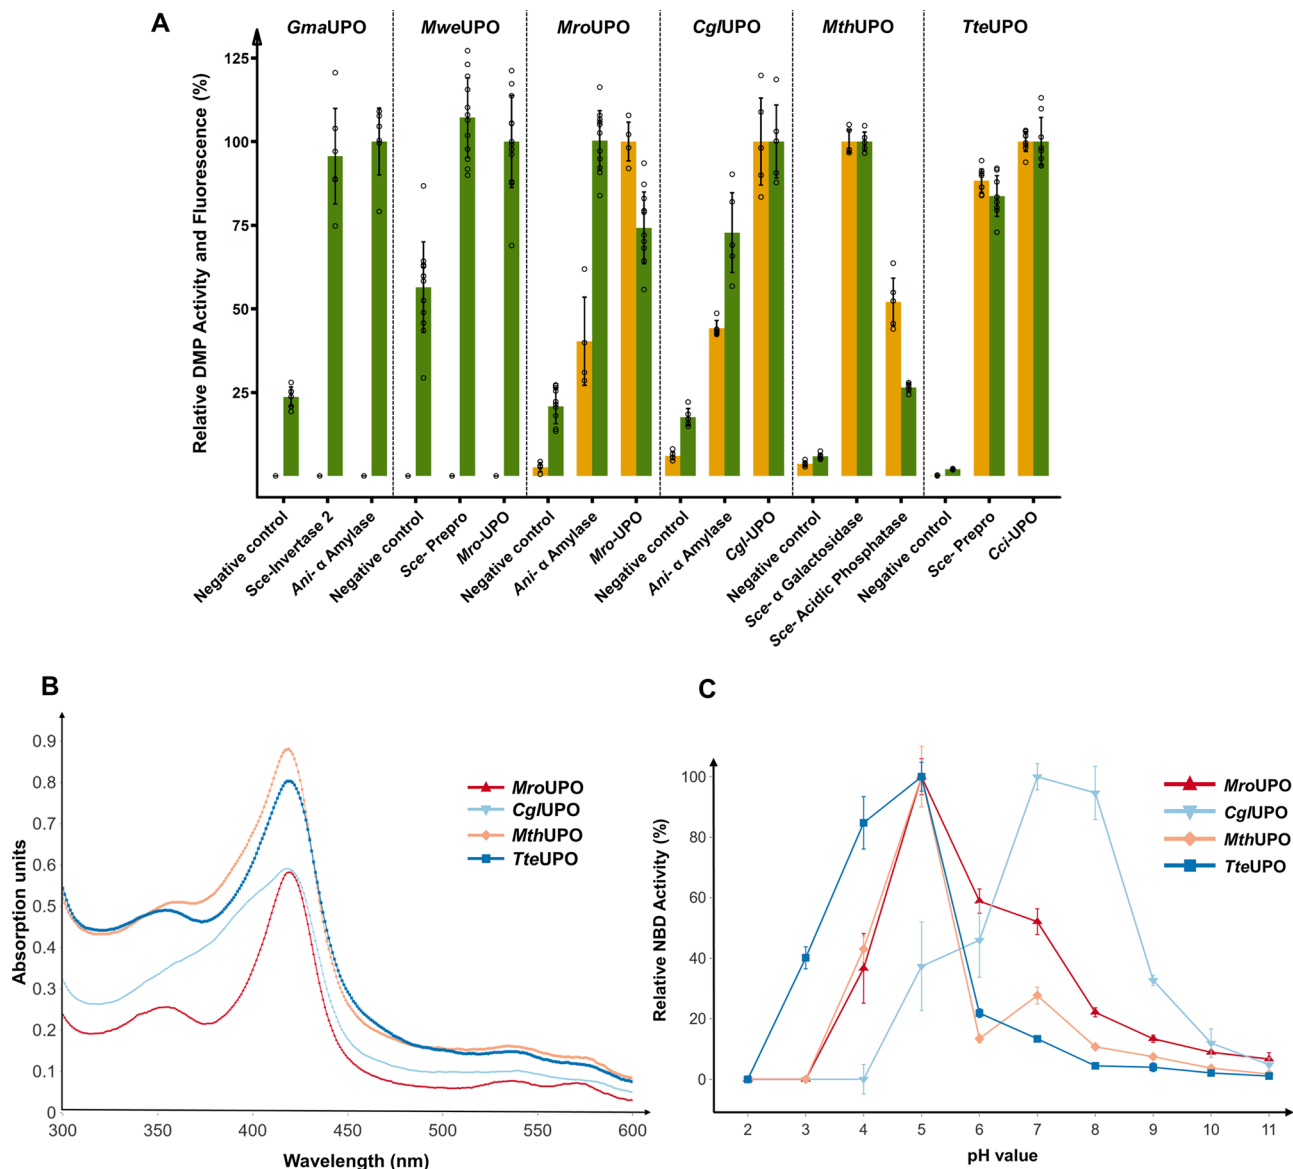 A
GmaUPO
MweUPO
MroUPO
CglUPO
MthUPO
TteUPO
Relative DMP Activity and Fluorescence (%)
125
100
75
50
25
Negative control
Sce-Invertase 2
Ani- α Amylase
Negative control
Sce- Prepro
Mro-UPO
Negative control
Ani- α Amylase
Mro-UPO
Negative control
Ani- α Amylase
Cgl-UPO
Negative control
Sce- α Galactosidase
Sce- Acidic Phosphatase
Negative control
Sce- Prepro
Cci-UPO
B
Absorption units
0.9
0.8
0.7
0.6
0.5
0.4
0.3
0.2
0.1
0
300
350
400
450
500
550
600
Wavelength (nm)
MroUPO
CglUPO
MthUPO
TteUPO
C
Relative NBD Activity (%)
100
80
60
40
20
0
2
3
4
5
6
7
8
9
10
11
pH value
MroUPO
CglUPO
MthUPO
TteUPO